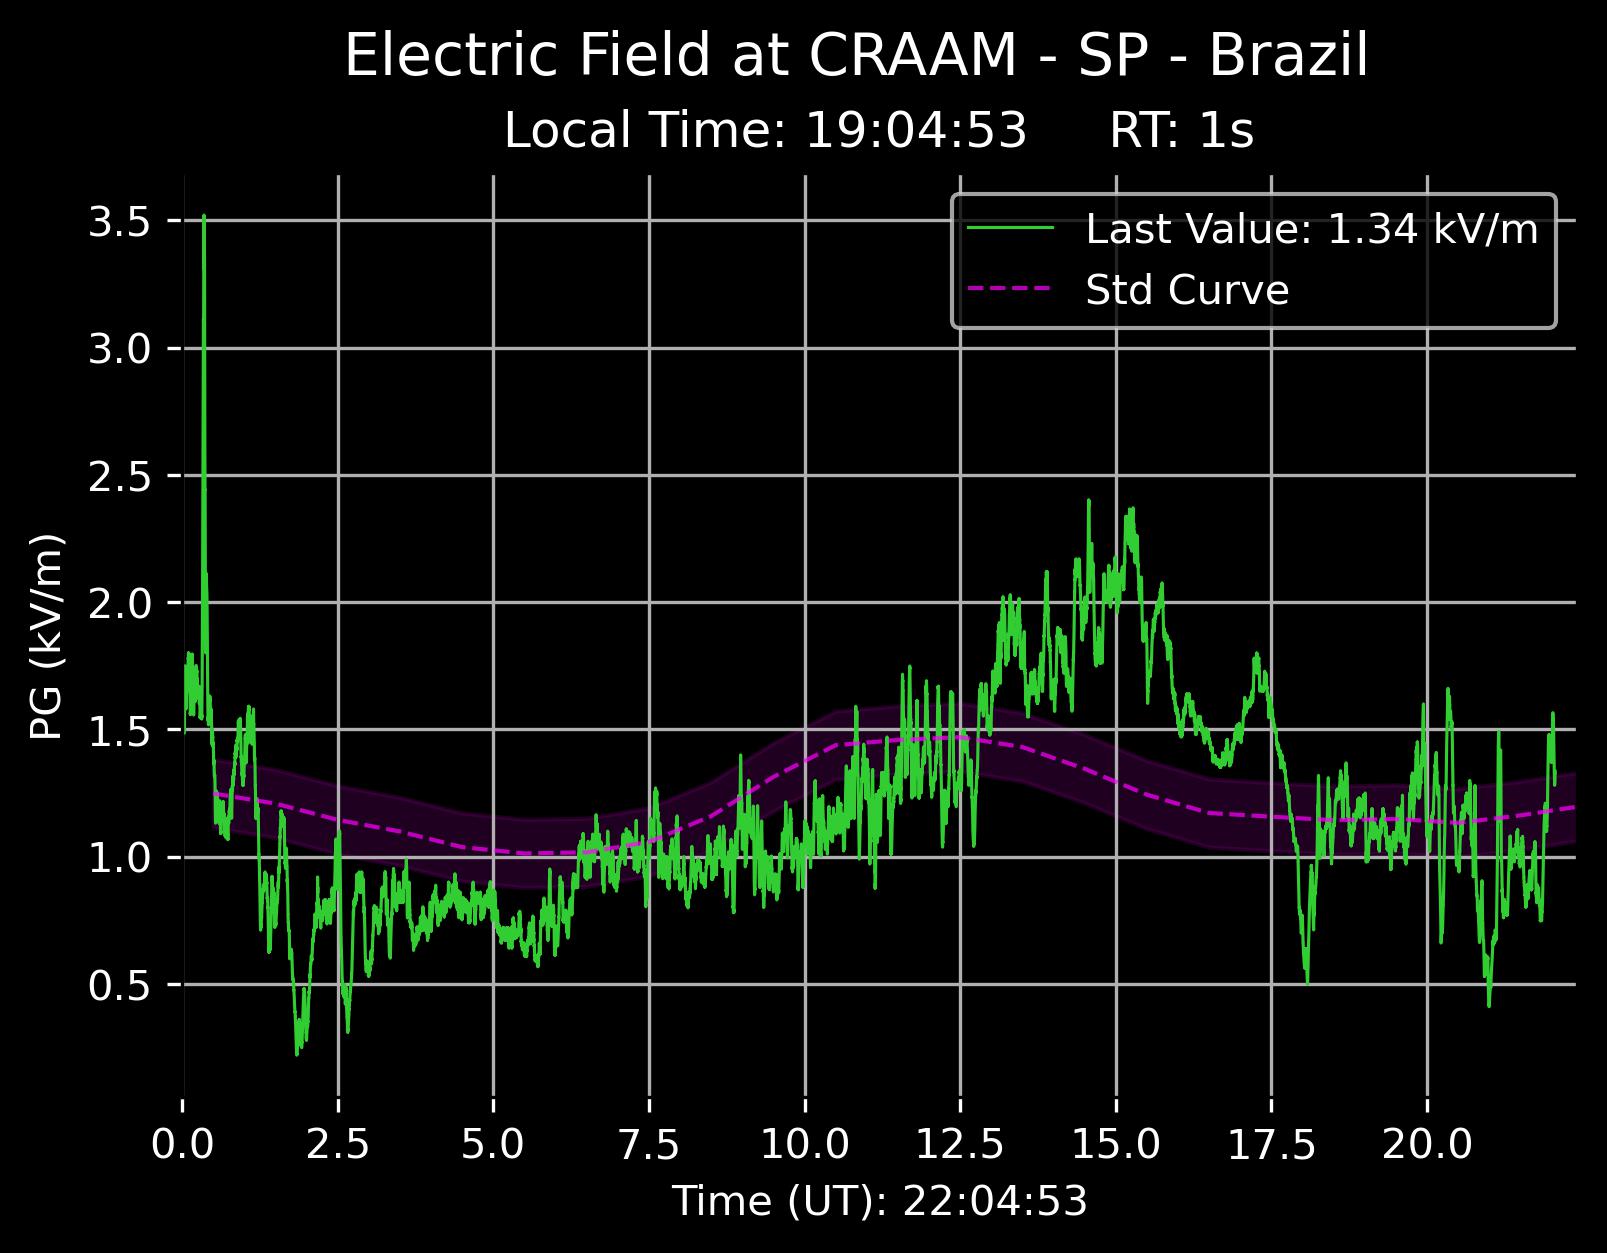 Electric Field at CRAAM - SP - Brazil
Local Time: 19:04:53 RT: 1s
Last Value: 1.34 kV/m
Std Curve
PG (kV/m)
3.5
3.0
2.5
2.0
1.5
1.0
0.5
0.0 2.5 5.0 7.5 10.0 12.5 15.0 17.5 20.0
Time (UT): 22:04:53